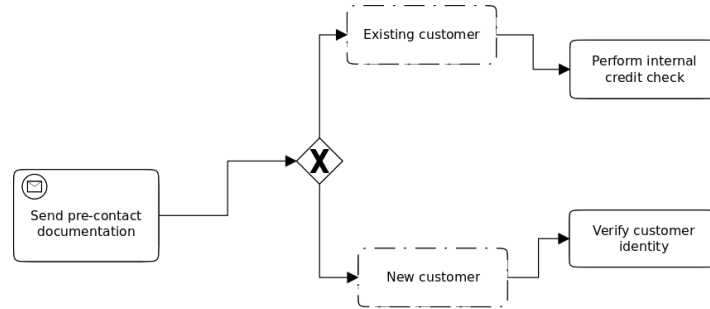 Existing customer
Perform internal
credit check
Send pre-contact
documentation
Verify customer
identity
New customer